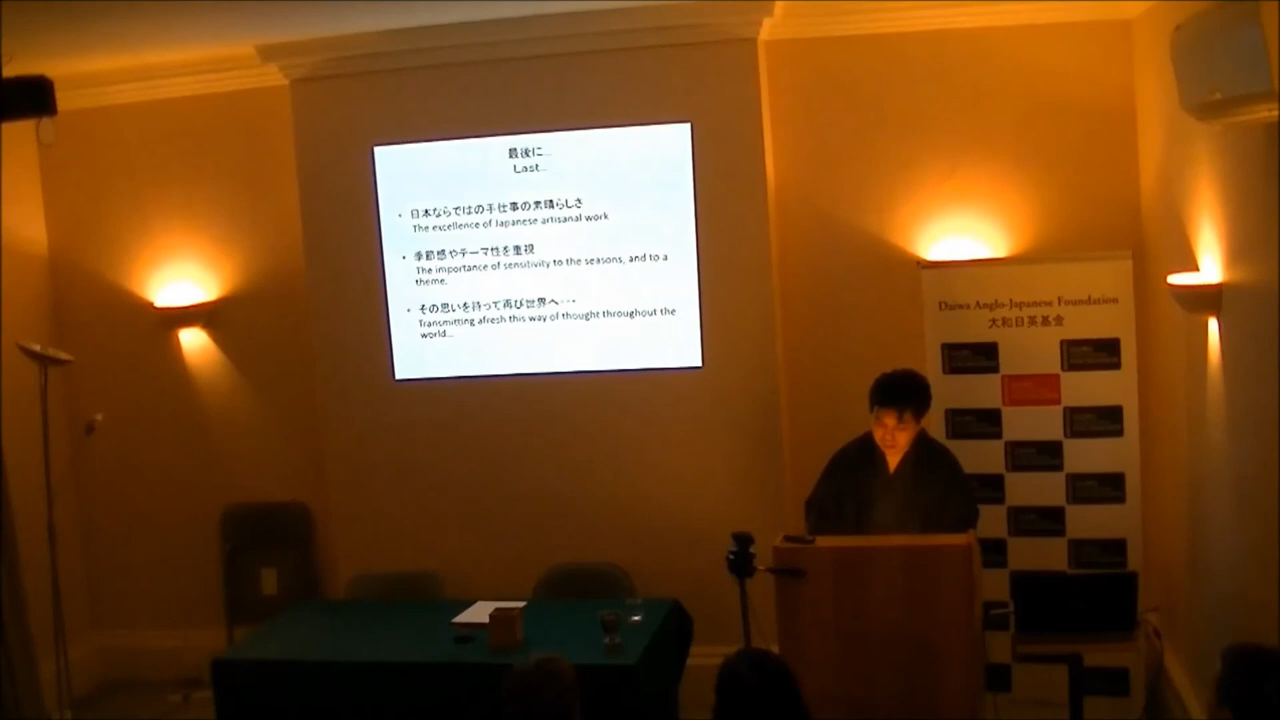 最後に…
Last…
• 日本ならではの手仕事の素晴らしさ
The excellence of Japanese artisanal work
• 季節感やテーマ性を重視
The importance of sensitivity to the seasons, and to a
theme.
• その思いを持って再び世界へ・・・
Transmitting afresh this way of thought throughout the
world…
Daiwa Anglo-Japanese Foundation
大和日英基金